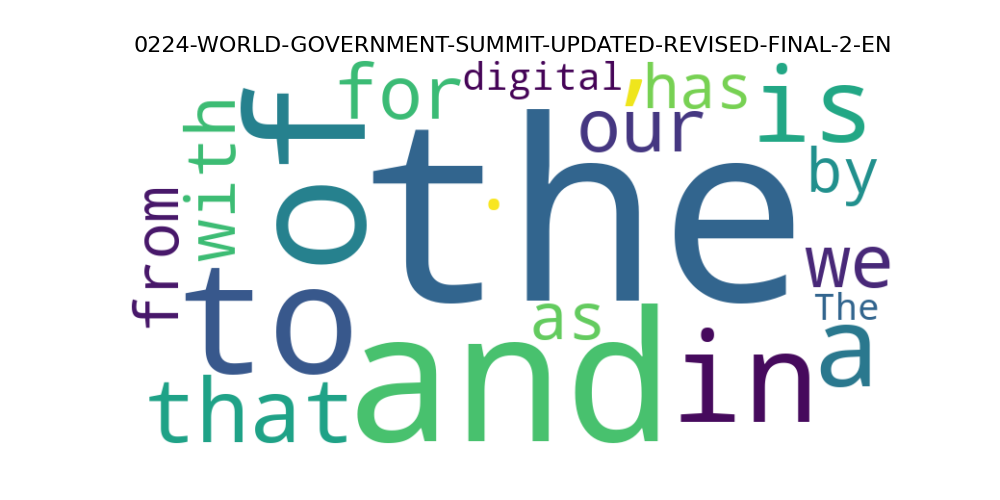 0224-WORLD-GOVERNMENT-SUMMIT-UPDATED-REVISED-FINAL-2-EN
for
digital
,
has
is
our
by
with
of
the
.
from
to
we
The
as
a
and
in
that